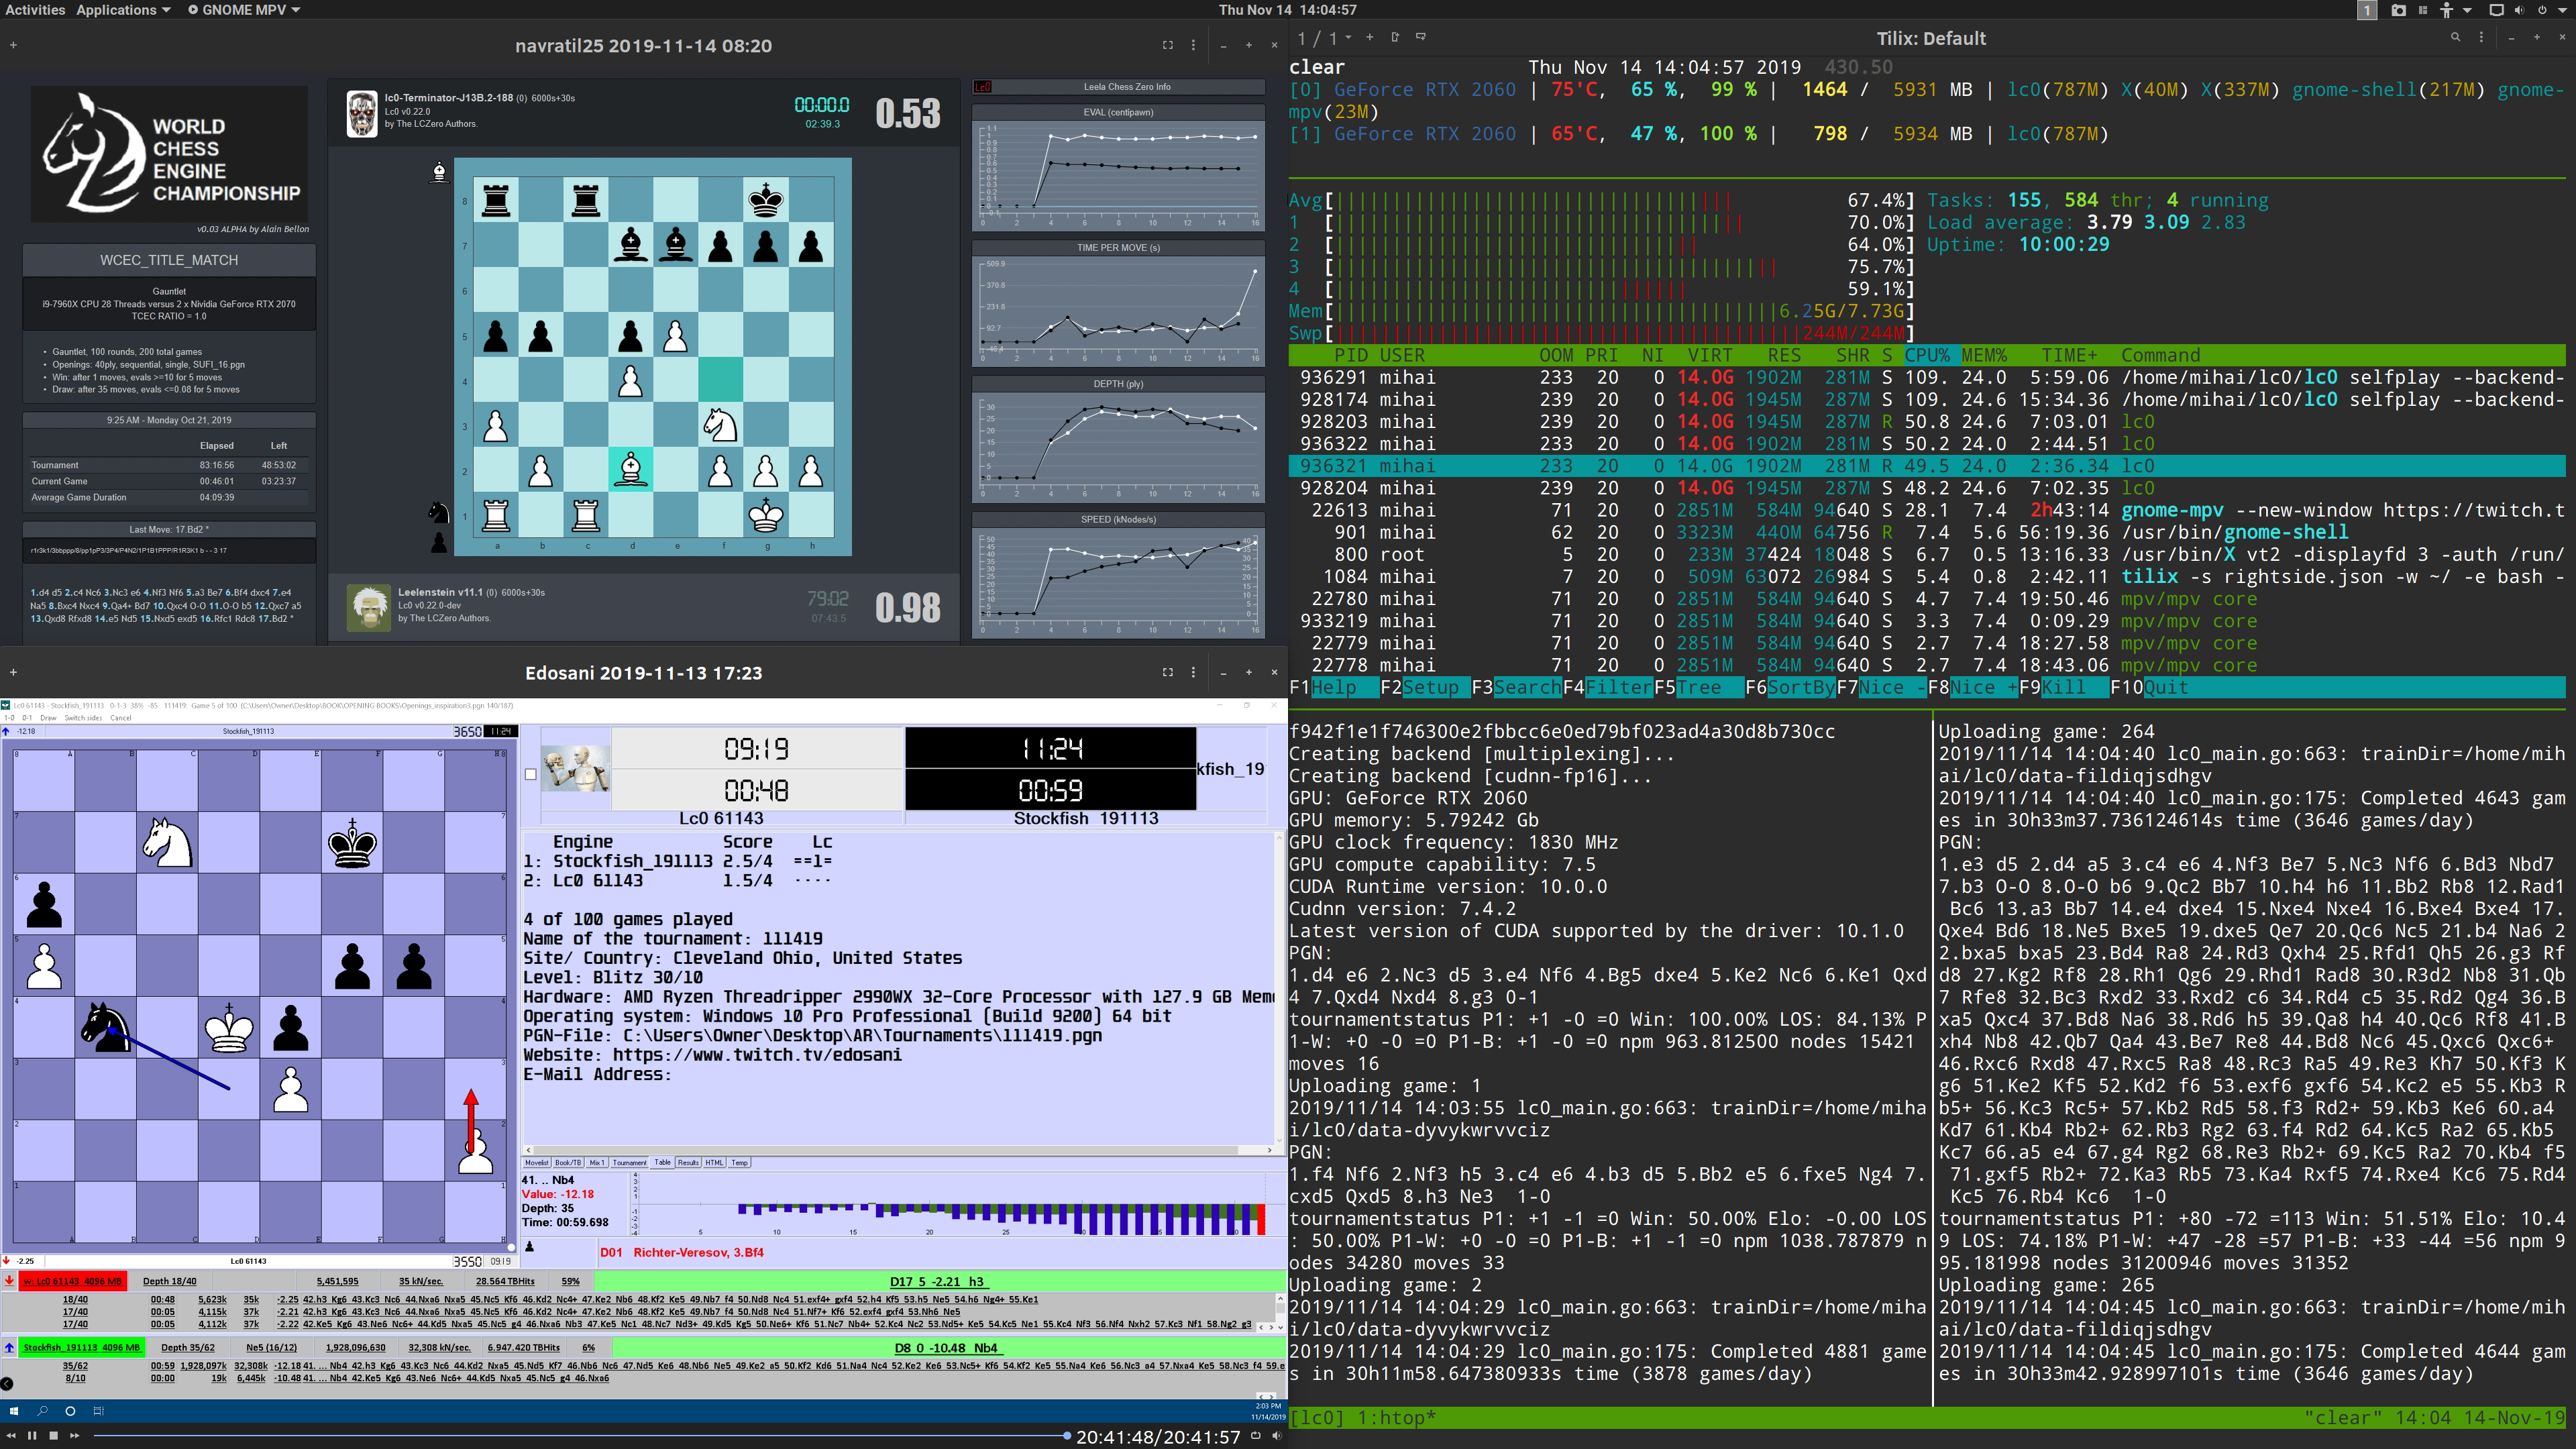 Activities Applications GNOME MPV
Thu Nov 14 14:04:57
1
navratil25 2019-11-14 08:20
WORLD
CHESS
ENGINE
CHAMPIONSHIP
v0.03 ALPHA by Alain Bellon
WCEC_TITLE_MATCH
Gauntlet
i9-7960X CPU 28 Threads versus 2 x Nividia GeForce RTX 2070
TCEC RATIO = 1.0
• Gauntlet, 100 rounds, 200 total games
• Openings: 40ply, sequential, single, SUFI_16.pgn
• Win: after 1 moves, evals >=10 for 5 moves
• Draw: after 35 moves, evals <=0.08 for 5 moves
9:25 AM - Monday Oct 21, 2019
Elapsed Left
Tournament 83:16:56 48:53:02
Current Game 00:46:01 03:23:37
Average Game Duration 04:09:39
Last Move: 17.Bd2 *
r1r3k1/3bbppp/8/pp1pP3/3P4/P4N2/1P1B1PPP/R1R3K1 b - - 3 17
1.d4 d5 2.c4 Nc6 3.Nc3 e6 4.Nf3 Nf6 5.a3 Be7 6.Bf4 dxc4 7.e4
Na5 8.Bxc4 Nxc4 9.Qa4+ Bd7 10.Qxc4 O-O 11.O-O b5 12.Qxc7 a5
13.Qxd8 Rfxd8 14.e5 Nd5 15.Nxd5 exd5 16.Rfc1 Rdc8 17.Bd2 *
lc0-Terminator-J13B.2-188 (0) 6000s+30s
Lc0 v0.22.0
by The LCZero Authors.
00:00.0
02:39.3
0.53
8
7
6
5
4
3
2
1
a b c d e f g h
Leelenstein v11.1 (0) 6000s+30s
Lc0 v0.22.0-dev
by The LCZero Authors.
79:02
07:43.5
0.98
Lc0
Leela Chess Zero Info
EVAL (centipawn)
TIME PER MOVE (s)
509.9
370.8
231.8
92.7
DEPTH (ply)
SPEED (kNodes/s)
0 2 4 6 8 10 12 14 16
Edosani 2019-11-13 17:23
Lc0 61143 - Stockfish_191113 0-1-3 38% -85 111419: Game 5 of 100 (C:\Users\Owner\Desktop\BOOK\OPENING BOOKS\Openings_inspiration3.pgn 140/187)
1-0 0-1 Draw Switch sides Cancel
-12.18 Stockfish_191113 3650 11:24
-2.25 Lc0 61143 3550 09:19
09:19
00:48
Lc0 61143
11:24
00:59
Stockfish 191113
kfish_19
Engine Score Lc
1: Stockfish_191113 2.5/4 ==1=
2: Lc0 61143 1.5/4 ····
4 of 100 games played
Name of the tournament: 111419
Site/ Country: Cleveland Ohio, United States
Level: Blitz 30/10
Hardware: AMD Ryzen Threadripper 2990WX 32-Core Processor with 127.9 GB Mem
Operating system: Windows 10 Pro Professional (Build 9200) 64 bit
PGN-File: C:\Users\Owner\Desktop\AR\Tournaments\111419.pgn
Website: https://www.twitch.tv/edosani
E-Mail Address:
Movelist Book/TB Mix 1 Tournament Table Results HTML Temp
41. .. Nb4
Value: -12.18
Depth: 35
Time: 00:59.698
D01 Richter-Veresov, 3.Bf4
w: Lc0 61143 4096 MB Depth 18/40 5,451,595 35 kN/sec. 28.564 TBHits 59% D17 5 -2.21 h3
18/40 00:48 5,623k 35k -2.25 42.h3 Kg6 43.Kc3 Nc6 44.Nxa6 Nxa5 45.Nc5 Kf6 46.Kd2 Nc4+ 47.Ke2 Nb6 48.Kf2 Ke5 49.Nb7 f4 50.Nd8 Nc4 51.exf4+ gxf4 52.h4 Kf5 53.h5 Ne5 54.h6 Ng4+ 55.Ke1
17/40 00:05 4,115k 37k -2.21 42.h3 Kg6 43.Kc3 Nc6 44.Nxa6 Nxa5 45.Nc5 Kf6 46.Kd2 Nc4+ 47.Ke2 Nb6 48.Kf2 Ke5 49.Nb7 f4 50.Nd8 Nc4 51.Nf7+ Kf6 52.exf4 gxf4 53.Nh6 Ne5
17/40 00:05 4,112k 37k -2.22 42.Ke5 Kg6 43.Ne6 Nc6+ 44.Kd5 Nxa5 45.Nc5 g4 46.Nxa6 Nb3 47.Ke5 Nc1 48.Nc7 Nd3+ 49.Kd5 Kg5 50.Ne6+ Kf6 51.Nc7 Nb4+ 52.Kc4 Nc2 53.Nd5+ Ke5 54.Kc5 Ne1 55.Kc4 Nf3 56.Nf4 Nxh2 57.Kc3 Nf1 58.Ng2 g3
Stockfish_191113 4096 MB Depth 35/62 Ne5 (16/12) 1,928,096,630 32,308 kN/sec. 6.947.420 TBHits 6% D8 0 -10.48 Nb4
35/62 00:59 1,928,097k 32,308k -12.18 41. ... Nb4 42.h3 Kg6 43.Kc3 Nc6 44.Kd2 Nxa5 45.Nd5 Kf7 46.Nb6 Nc6 47.Nd5 Ke6 48.Nb6 Ne5 49.Ke2 a5 50.Kf2 Kd6 51.Na4 Nc4 52.Ke2 Ke6 53.Nc5+ Kf6 54.Kf2 Ke5 55.Na4 Ke6 56.Nc3 a4 57.Nxa4 Ke5 58.Nc3 f4 59.e
8/10 00:00 19k 6,445k -10.48 41. ... Nb4 42.Ke5 Kg6 43.Ne6 Nc6+ 44.Kd5 Nxa5 45.Nc5 g4 46.Nxa6
2:03 PM
11/14/2019
20:41:48/20:41:57
1 / 1
Tilix: Default
clear Thu Nov 14 14:04:57 2019 430.50
[0] GeForce RTX 2060 | 75'C, 65 %, 99 % | 1464 / 5931 MB | lc0(787M) X(40M) X(337M) gnome-shell(217M) gnome-
mpv(23M)
[1] GeForce RTX 2060 | 65'C, 47 %, 100 % | 798 / 5934 MB | lc0(787M)
Avg[ 67.4%] Tasks: 155, 584 thr; 4 running
1 [ 70.0%] Load average: 3.79 3.09 2.83
2 [ 64.0%] Uptime: 10:00:29
3 [ 75.7%]
4 [ 59.1%]
Mem[ 6.25G/7.73G]
Swp[ 244M/244M]
PID USER OOM PRI NI VIRT RES SHR S CPU% MEM% TIME+ Command
936291 mihai 233 20 0 14.0G 1902M 281M S 109. 24.0 5:59.06 /home/mihai/lc0/lc0 selfplay --backend-
928174 mihai 239 20 0 14.0G 1945M 287M S 109. 24.6 15:34.36 /home/mihai/lc0/lc0 selfplay --backend-
928203 mihai 239 20 0 14.0G 1945M 287M R 50.8 24.6 7:03.01 lc0
936322 mihai 233 20 0 14.0G 1902M 281M S 50.2 24.0 2:44.51 lc0
936321 mihai 233 20 0 14.0G 1902M 281M R 49.5 24.0 2:36.34 lc0
928204 mihai 239 20 0 14.0G 1945M 287M S 48.2 24.6 7:02.35 lc0
22613 mihai 71 20 0 2851M 584M 94640 S 28.1 7.4 2h43:14 gnome-mpv --new-window https://twitch.t
901 mihai 62 20 0 3323M 440M 64756 R 7.4 5.6 56:19.36 /usr/bin/gnome-shell
800 root 5 20 0 233M 37424 18048 S 6.7 0.5 13:16.33 /usr/bin/X vt2 -displayfd 3 -auth /run/
1084 mihai 7 20 0 509M 63072 26984 S 5.4 0.8 2:42.11 tilix -s rightside.json -w ~/ -e bash -
22780 mihai 71 20 0 2851M 584M 94640 S 4.7 7.4 19:50.46 mpv/mpv core
933219 mihai 71 20 0 2851M 584M 94640 S 3.3 7.4 0:09.29 mpv/mpv core
22779 mihai 71 20 0 2851M 584M 94640 S 2.7 7.4 18:27.58 mpv/mpv core
22778 mihai 71 20 0 2851M 584M 94640 S 2.7 7.4 18:43.06 mpv/mpv core
F1Help F2Setup F3SearchF4FilterF5Tree F6SortByF7Nice -F8Nice +F9Kill F10Quit
f942f1e1f746300e2fbbcc6e0ed79bf023ad4a30d8b730cc
Creating backend [multiplexing]...
Creating backend [cudnn-fp16]...
GPU: GeForce RTX 2060
GPU memory: 5.79242 Gb
GPU clock frequency: 1830 MHz
GPU compute capability: 7.5
CUDA Runtime version: 10.0.0
Cudnn version: 7.4.2
Latest version of CUDA supported by the driver: 10.1.0
PGN:
1.d4 e6 2.Nc3 d5 3.e4 Nf6 4.Bg5 dxe4 5.Ke2 Nc6 6.Ke1 Qxd
4 7.Qxd4 Nxd4 8.g3 0-1
tournamentstatus P1: +1 -0 =0 Win: 100.00% LOS: 84.13% P
1-W: +0 -0 =0 P1-B: +1 -0 =0 npm 963.812500 nodes 15421
moves 16
Uploading game: 1
2019/11/14 14:03:55 lc0_main.go:663: trainDir=/home/miha
i/lc0/data-dyvykwrvvciz
PGN:
1.f4 Nf6 2.Nf3 h5 3.c4 e6 4.b3 d5 5.Bb2 e5 6.fxe5 Ng4 7.
cxd5 Qxd5 8.h3 Ne3 1-0
tournamentstatus P1: +1 -1 =0 Win: 50.00% Elo: -0.00 LOS
: 50.00% P1-W: +0 -0 =0 P1-B: +1 -1 =0 npm 1038.787879 n
odes 34280 moves 33
Uploading game: 2
2019/11/14 14:04:29 lc0_main.go:663: trainDir=/home/miha
i/lc0/data-dyvykwrvvciz
2019/11/14 14:04:29 lc0_main.go:175: Completed 4881 game
s in 30h11m58.647380933s time (3878 games/day)
Uploading game: 264
2019/11/14 14:04:40 lc0_main.go:663: trainDir=/home/mih
ai/lc0/data-fildiqjsdhgv
2019/11/14 14:04:40 lc0_main.go:175: Completed 4643 gam
es in 30h33m37.736124614s time (3646 games/day)
PGN:
1.e3 d5 2.d4 a5 3.c4 e6 4.Nf3 Be7 5.Nc3 Nf6 6.Bd3 Nbd7
7.b3 O-O 8.O-O b6 9.Qc2 Bb7 10.h4 h6 11.Bb2 Rb8 12.Rad1
Bc6 13.a3 Bb7 14.e4 dxe4 15.Nxe4 Nxe4 16.Bxe4 Bxe4 17.
Qxe4 Bd6 18.Ne5 Bxe5 19.dxe5 Qe7 20.Qc6 Nc5 21.b4 Na6 2
2.bxa5 bxa5 23.Bd4 Ra8 24.Rd3 Qxh4 25.Rfd1 Qh5 26.g3 Rf
d8 27.Kg2 Rf8 28.Rh1 Qg6 29.Rhd1 Rad8 30.R3d2 Nb8 31.Qb
7 Rfe8 32.Bc3 Rxd2 33.Rxd2 c6 34.Rd4 c5 35.Rd2 Qg4 36.B
xa5 Qxc4 37.Bd8 Na6 38.Rd6 h5 39.Qa8 h4 40.Qc6 Rf8 41.B
xh4 Nb8 42.Qb7 Qa4 43.Be7 Re8 44.Bd8 Nc6 45.Qxc6 Qxc6+
46.Rxc6 Rxd8 47.Rxc5 Ra8 48.Rc3 Ra5 49.Re3 Kh7 50.Kf3 K
g6 51.Ke2 Kf5 52.Kd2 f6 53.exf6 gxf6 54.Kc2 e5 55.Kb3 R
b5+ 56.Kc3 Rc5+ 57.Kb2 Rd5 58.f3 Rd2+ 59.Kb3 Ke6 60.a4
Kd7 61.Kb4 Rb2+ 62.Rb3 Rg2 63.f4 Rd2 64.Kc5 Ra2 65.Kb5
Kc7 66.a5 e4 67.g4 Rg2 68.Re3 Rb2+ 69.Kc5 Ra2 70.Kb4 f5
71.gxf5 Rb2+ 72.Ka3 Rb5 73.Ka4 Rxf5 74.Rxe4 Kc6 75.Rd4
Kc5 76.Rb4 Kc6 1-0
tournamentstatus P1: +80 -72 =113 Win: 51.51% Elo: 10.4
9 LOS: 74.18% P1-W: +47 -28 =57 P1-B: +33 -44 =56 npm 9
95.181998 nodes 31200946 moves 31352
Uploading game: 265
2019/11/14 14:04:45 lc0_main.go:663: trainDir=/home/mih
ai/lc0/data-fildiqjsdhgv
2019/11/14 14:04:45 lc0_main.go:175: Completed 4644 gam
es in 30h33m42.928997101s time (3646 games/day)
[lc0] 1:htop* "clear" 14:04 14-Nov-19